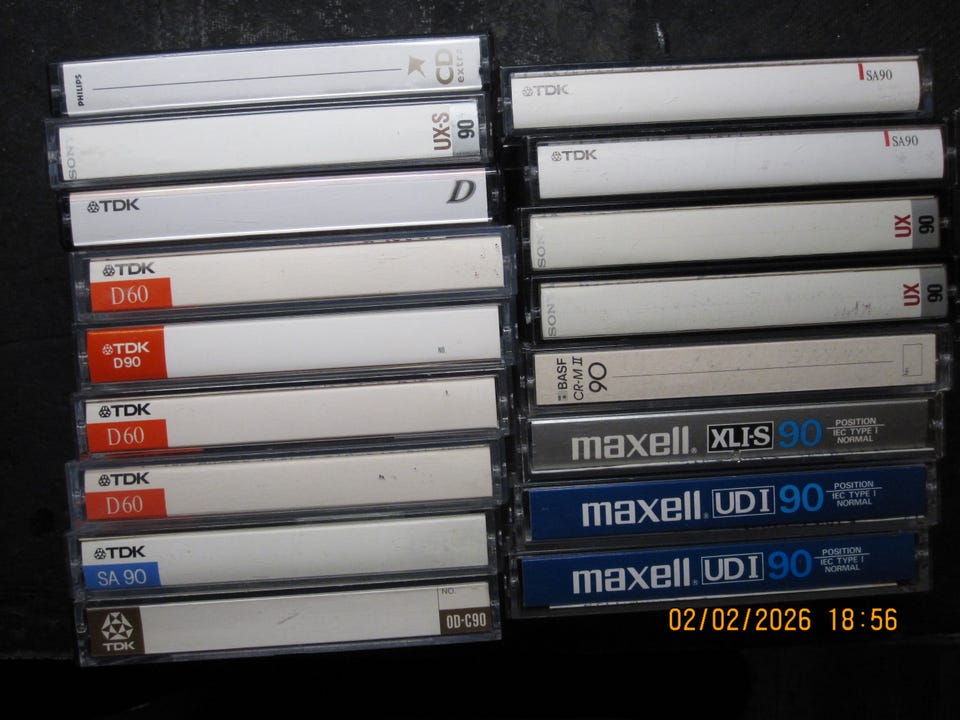 PHILIPS
CD
extra
SONY
UX-S
90
TDK
D
TDK
D60
TDK
D90
NO.
TDK
D60
TDK
D60
TDK
SA 90
TDK
NO.
OD-C90
TDK
SA90
TDK
SA90
SONY
UX
90
SONY
UX
90
BASF
CR-M II
90
maxell XLI-S 90 POSITION
IEC TYPE I
NORMAL
maxell UD I 90 POSITION
IEC TYPE I
NORMAL
maxell UD I 90 POSITION
IEC TYPE I
NORMAL
02/02/2026 18:56